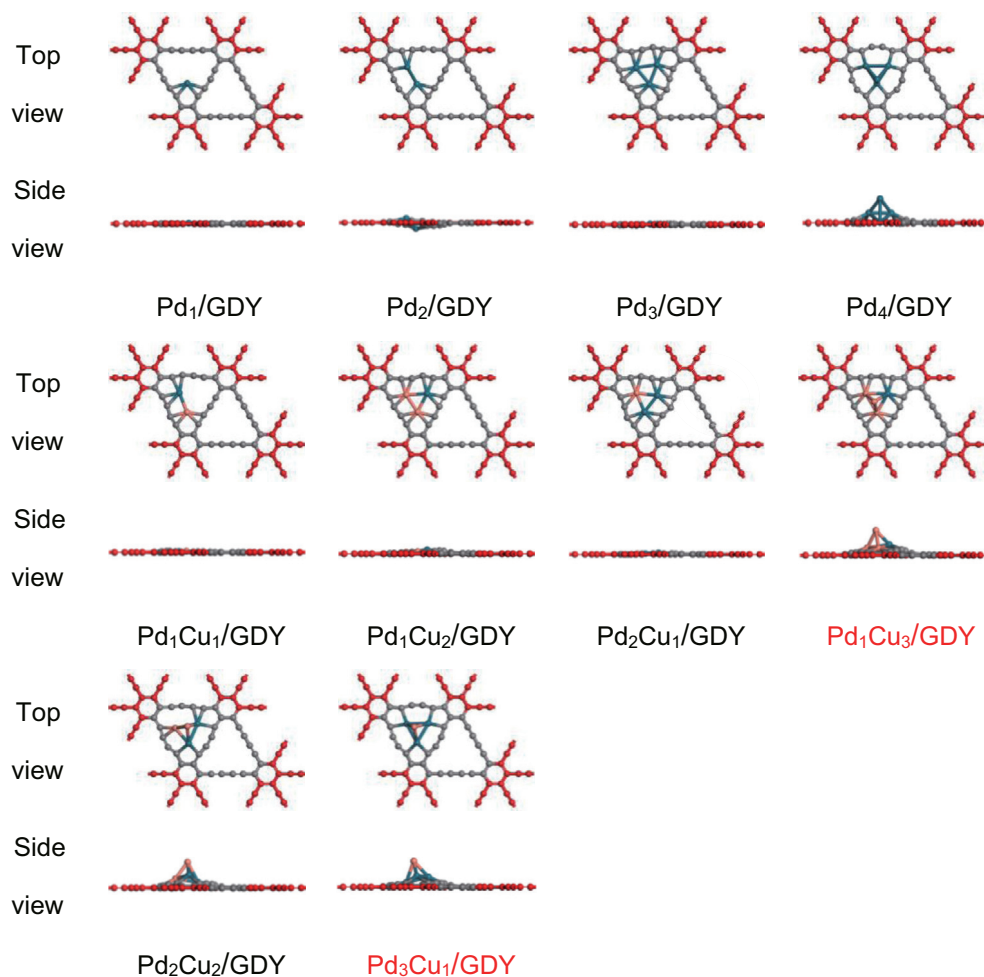 Top
view
Side
view
Pd₁/GDY Pd₂/GDY Pd₃/GDY Pd₄/GDY
Top
view
Side
view
Pd₁Cu₁/GDY Pd₁Cu₂/GDY Pd₂Cu₁/GDY Pd₁Cu₃/GDY
Top
view
Side
view
Pd₂Cu₂/GDY Pd₃Cu₁/GDY